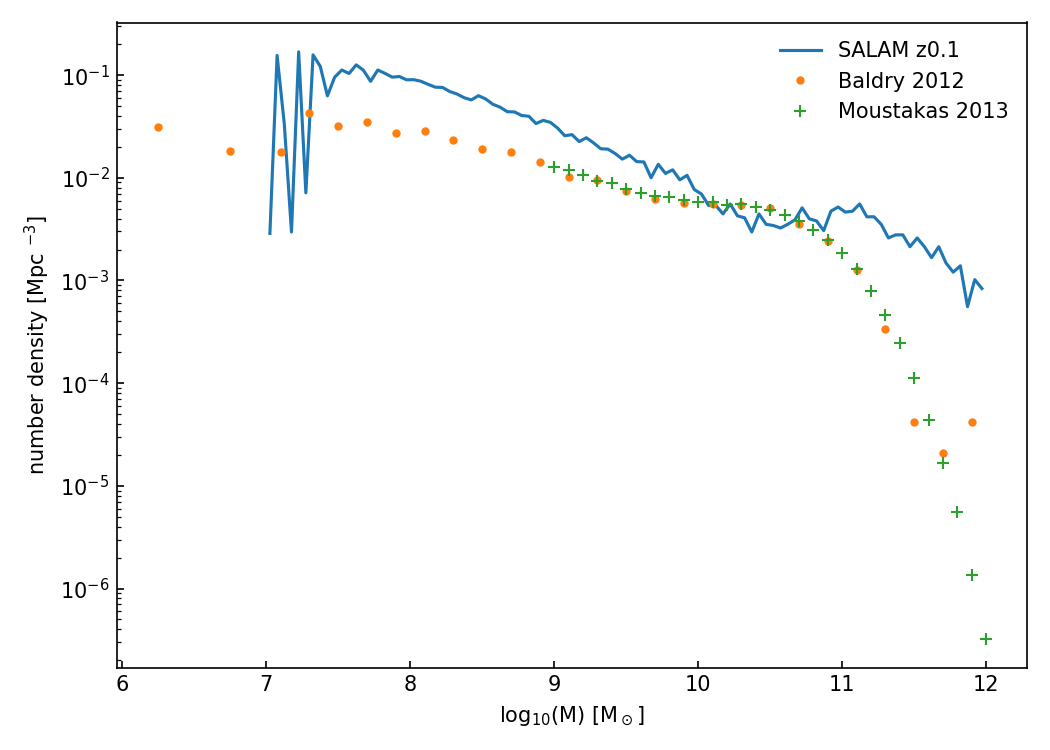 SALAM z0.1
Baldry 2012
Moustakas 2013
number density [Mpc⁻³]
10⁻¹
10⁻²
10⁻³
10⁻⁴
10⁻⁵
10⁻⁶
6 7 8 9 10 11 12
log₁₀(M) [M⊙]